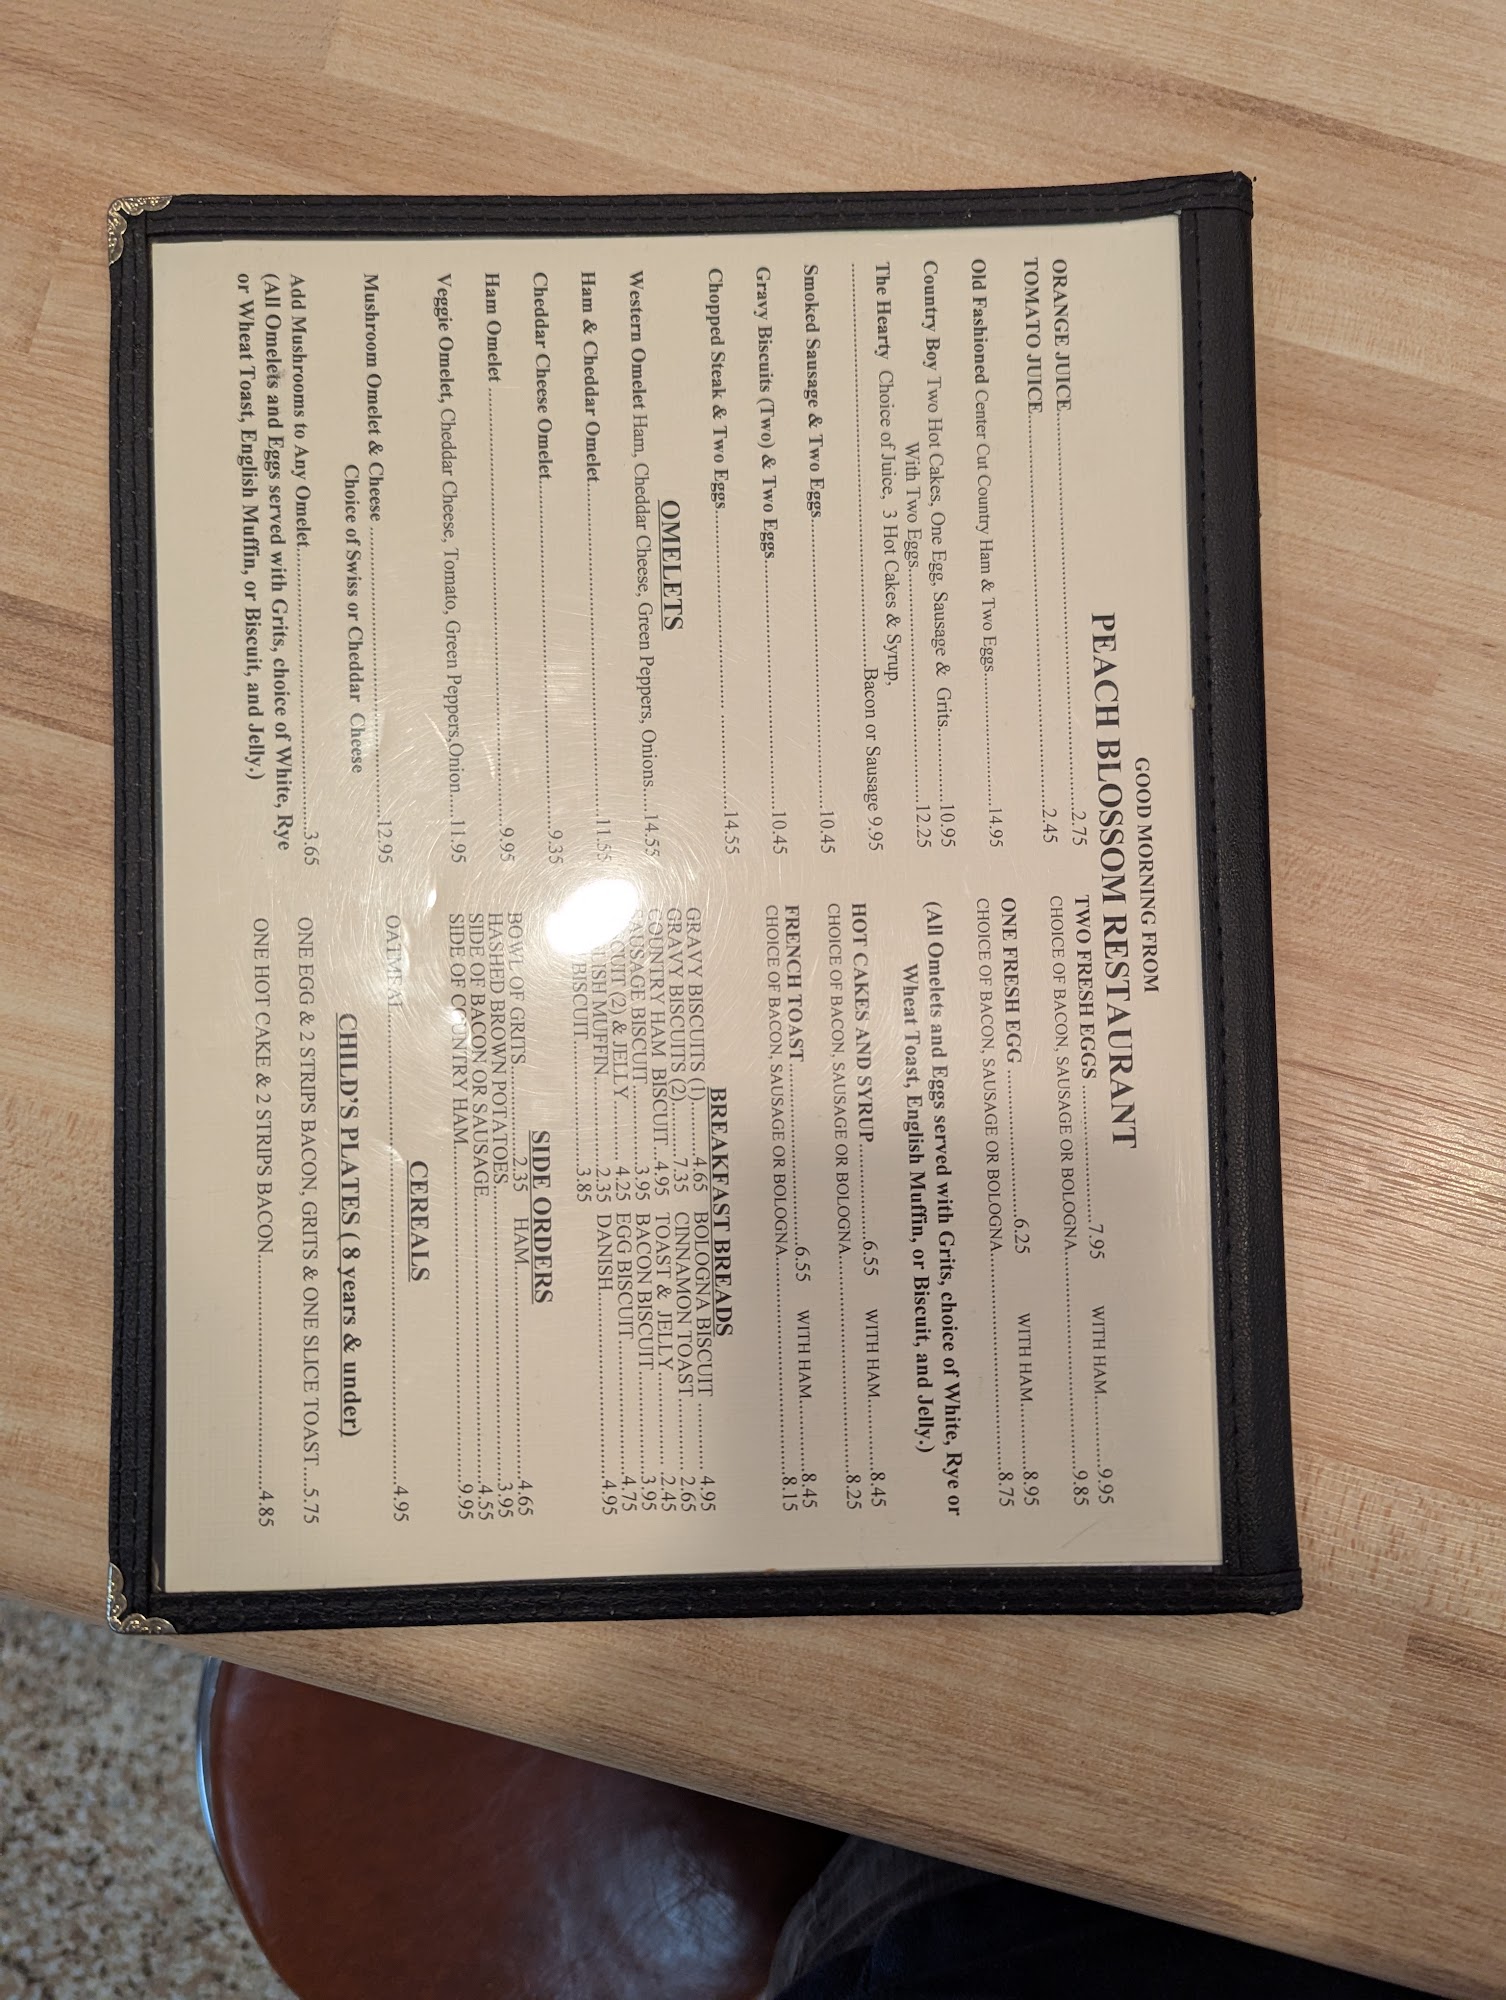 GOOD MORNING FROM
PEACH BLOSSOM RESTAURANT
ORANGE JUICE..........2.75
TOMATO JUICE..........2.45
Old Fashioned Center Cut Country Ham & Two Eggs..........14.95
Country Boy Two Hot Cakes, One Egg, Sausage & Grits..........10.95
With Two Eggs..........12.25
The Hearty Choice of Juice, 3 Hot Cakes & Syrup,
..........Bacon or Sausage 9.95
Smoked Sausage & Two Eggs..........10.45
Gravy Biscuits (Two) & Two Eggs..........10.45
Chopped Steak & Two Eggs..........14.55
OMELETS
Western Omelet Ham, Cheddar Cheese, Green Peppers, Onions....14.55
Ham & Cheddar Omelet..........11.55
Cheddar Cheese Omelet..........9.35
Ham Omelet ..........9.95
Veggie Omelet, Cheddar Cheese, Tomato, Green Peppers,Onion....11.95
Mushroom Omelet & Cheese ..........12.95
Choice of Swiss or Cheddar Cheese
Add Mushrooms to Any Omelet..........3.65
(All Omelets and Eggs served with Grits, choice of White, Rye
or Wheat Toast, English Muffin, or Biscuit, and Jelly.)
TWO FRESH EGGS ..........7.95 WITH HAM..........9.95
CHOICE OF BACON, SAUSAGE OR BOLOGNA..........9.85
ONE FRESH EGG ..........6.25 WITH HAM..........8.95
CHOICE OF BACON, SAUSAGE OR BOLOGNA..........8.75
(All Omelets and Eggs served with Grits, choice of White, Rye or
Wheat Toast, English Muffin, or Biscuit, and Jelly.)
HOT CAKES AND SYRUP..........6.55 WITH HAM..........8.45
CHOICE OF BACON, SAUSAGE OR BOLOGNA..........8.25
FRENCH TOAST..........6.55 WITH HAM..........8.45
CHOICE OF BACON, SAUSAGE OR BOLOGNA..........8.15
BREAKFAST BREADS
GRAVY BISCUITS (1)..........4.65 BOLOGNA BISCUIT ..........4.95
GRAVY BISCUITS (2)..........7.35 CINNAMON TOAST..........2.65
COUNTRY HAM BISCUIT ..4.95 TOAST & JELLY..........2.45
SAUSAGE BISCUIT..........3.95 BACON BISCUIT..........3.95
(2) & JELLY..........4.25 EGG BISCUIT..........4.75
MUFFIN..........2.35 DANISH..........4.95
BISCUIT..........3.85
SIDE ORDERS
BOWL OF GRITS..........2.35 HAM..........4.65
HASHED BROWN POTATOES..........3.95
SIDE OF BACON OR SAUSAGE..........4.55
SIDE OF COUNTRY HAM..........9.95
CEREALS
OATMEAL..........4.95
CHILD'S PLATES ( 8 years & under)
ONE EGG & 2 STRIPS BACON, GRITS & ONE SLICE TOAST....5.75
ONE HOT CAKE & 2 STRIPS BACON..........4.85